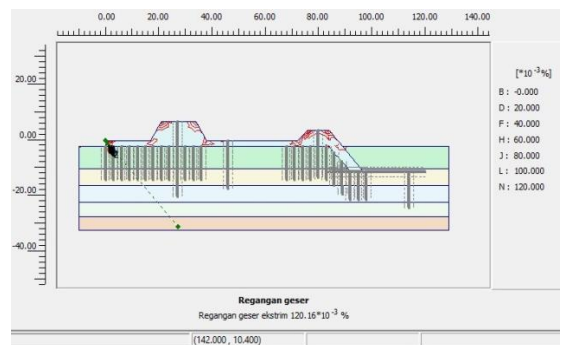 0.00 20.00 40.00 60.00 80.00 100.00 120.00 140.00
20.00
0.00
-20.00
-40.00
[*10 -3%]
B : -0.000
D : 20.000
F : 40.000
H : 60.000
J : 80.000
L : 100.000
N : 120.000
Regangan geser
Regangan geser ekstrim 120.16*10 -3 %
(142.000 , 10.400)